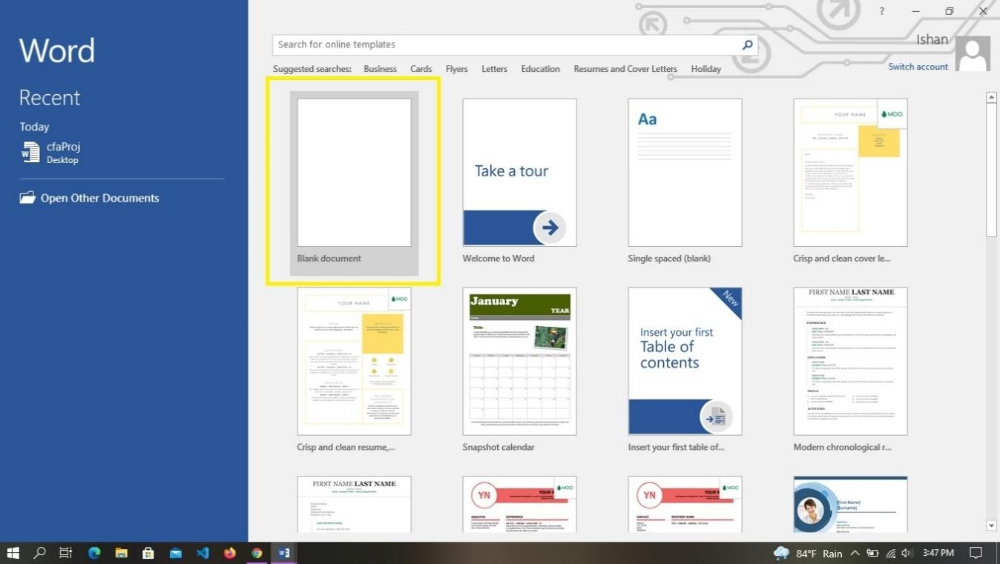 Word
Recent
Today
cfaProj
Desktop
Open Other Documents
?
Ishan
Switch account
Search for online templates
Suggested searches: Business Cards Flyers Letters Education Resumes and Cover Letters Holiday
Blank document
Take a tour
Welcome to Word
Aa
Single spaced (blank)
YOUR NAME
MOO
Crisp and clean cover le...
YOUR NAME
MOO
Crisp and clean resume,...
January
YEAR
Title
Snapshot calendar
New
Insert your first
Table of
contents
Insert your first table of...
FIRST NAME LAST NAME
EXPERIENCE
EDUCATION
SKILLS
ACTIVITIES
Modern chronological r...
FIRST NAME LAST NAME
YN
YOUR N
MOO
OBJECTIVE
EXPERIENCE
YN
YOUR N
MOO
CONTACT
RECIPIENT NAME
[First Name]
[Surname]
84°F Rain
3:47 PM